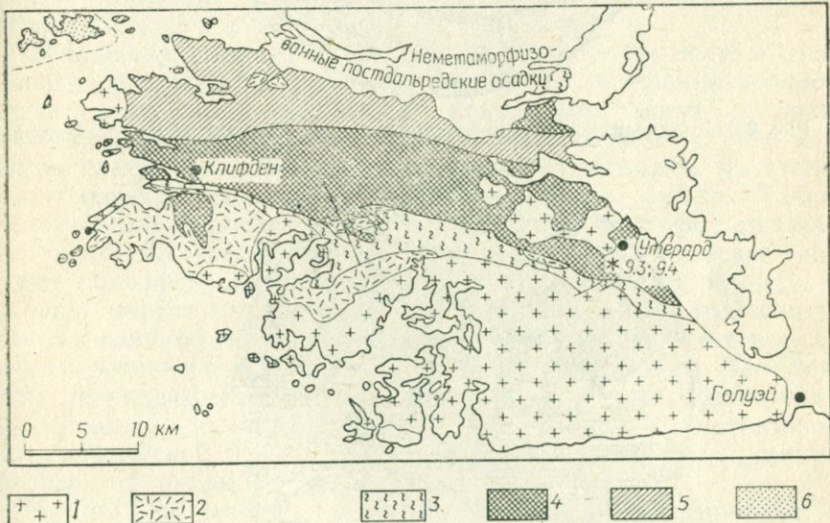 Неметаморфизо-
ванные постдальредские осадки
Клифден
Утерард
9.3; 9.4
Голуэй
0 5 10 км
1 2 3 4 5 6